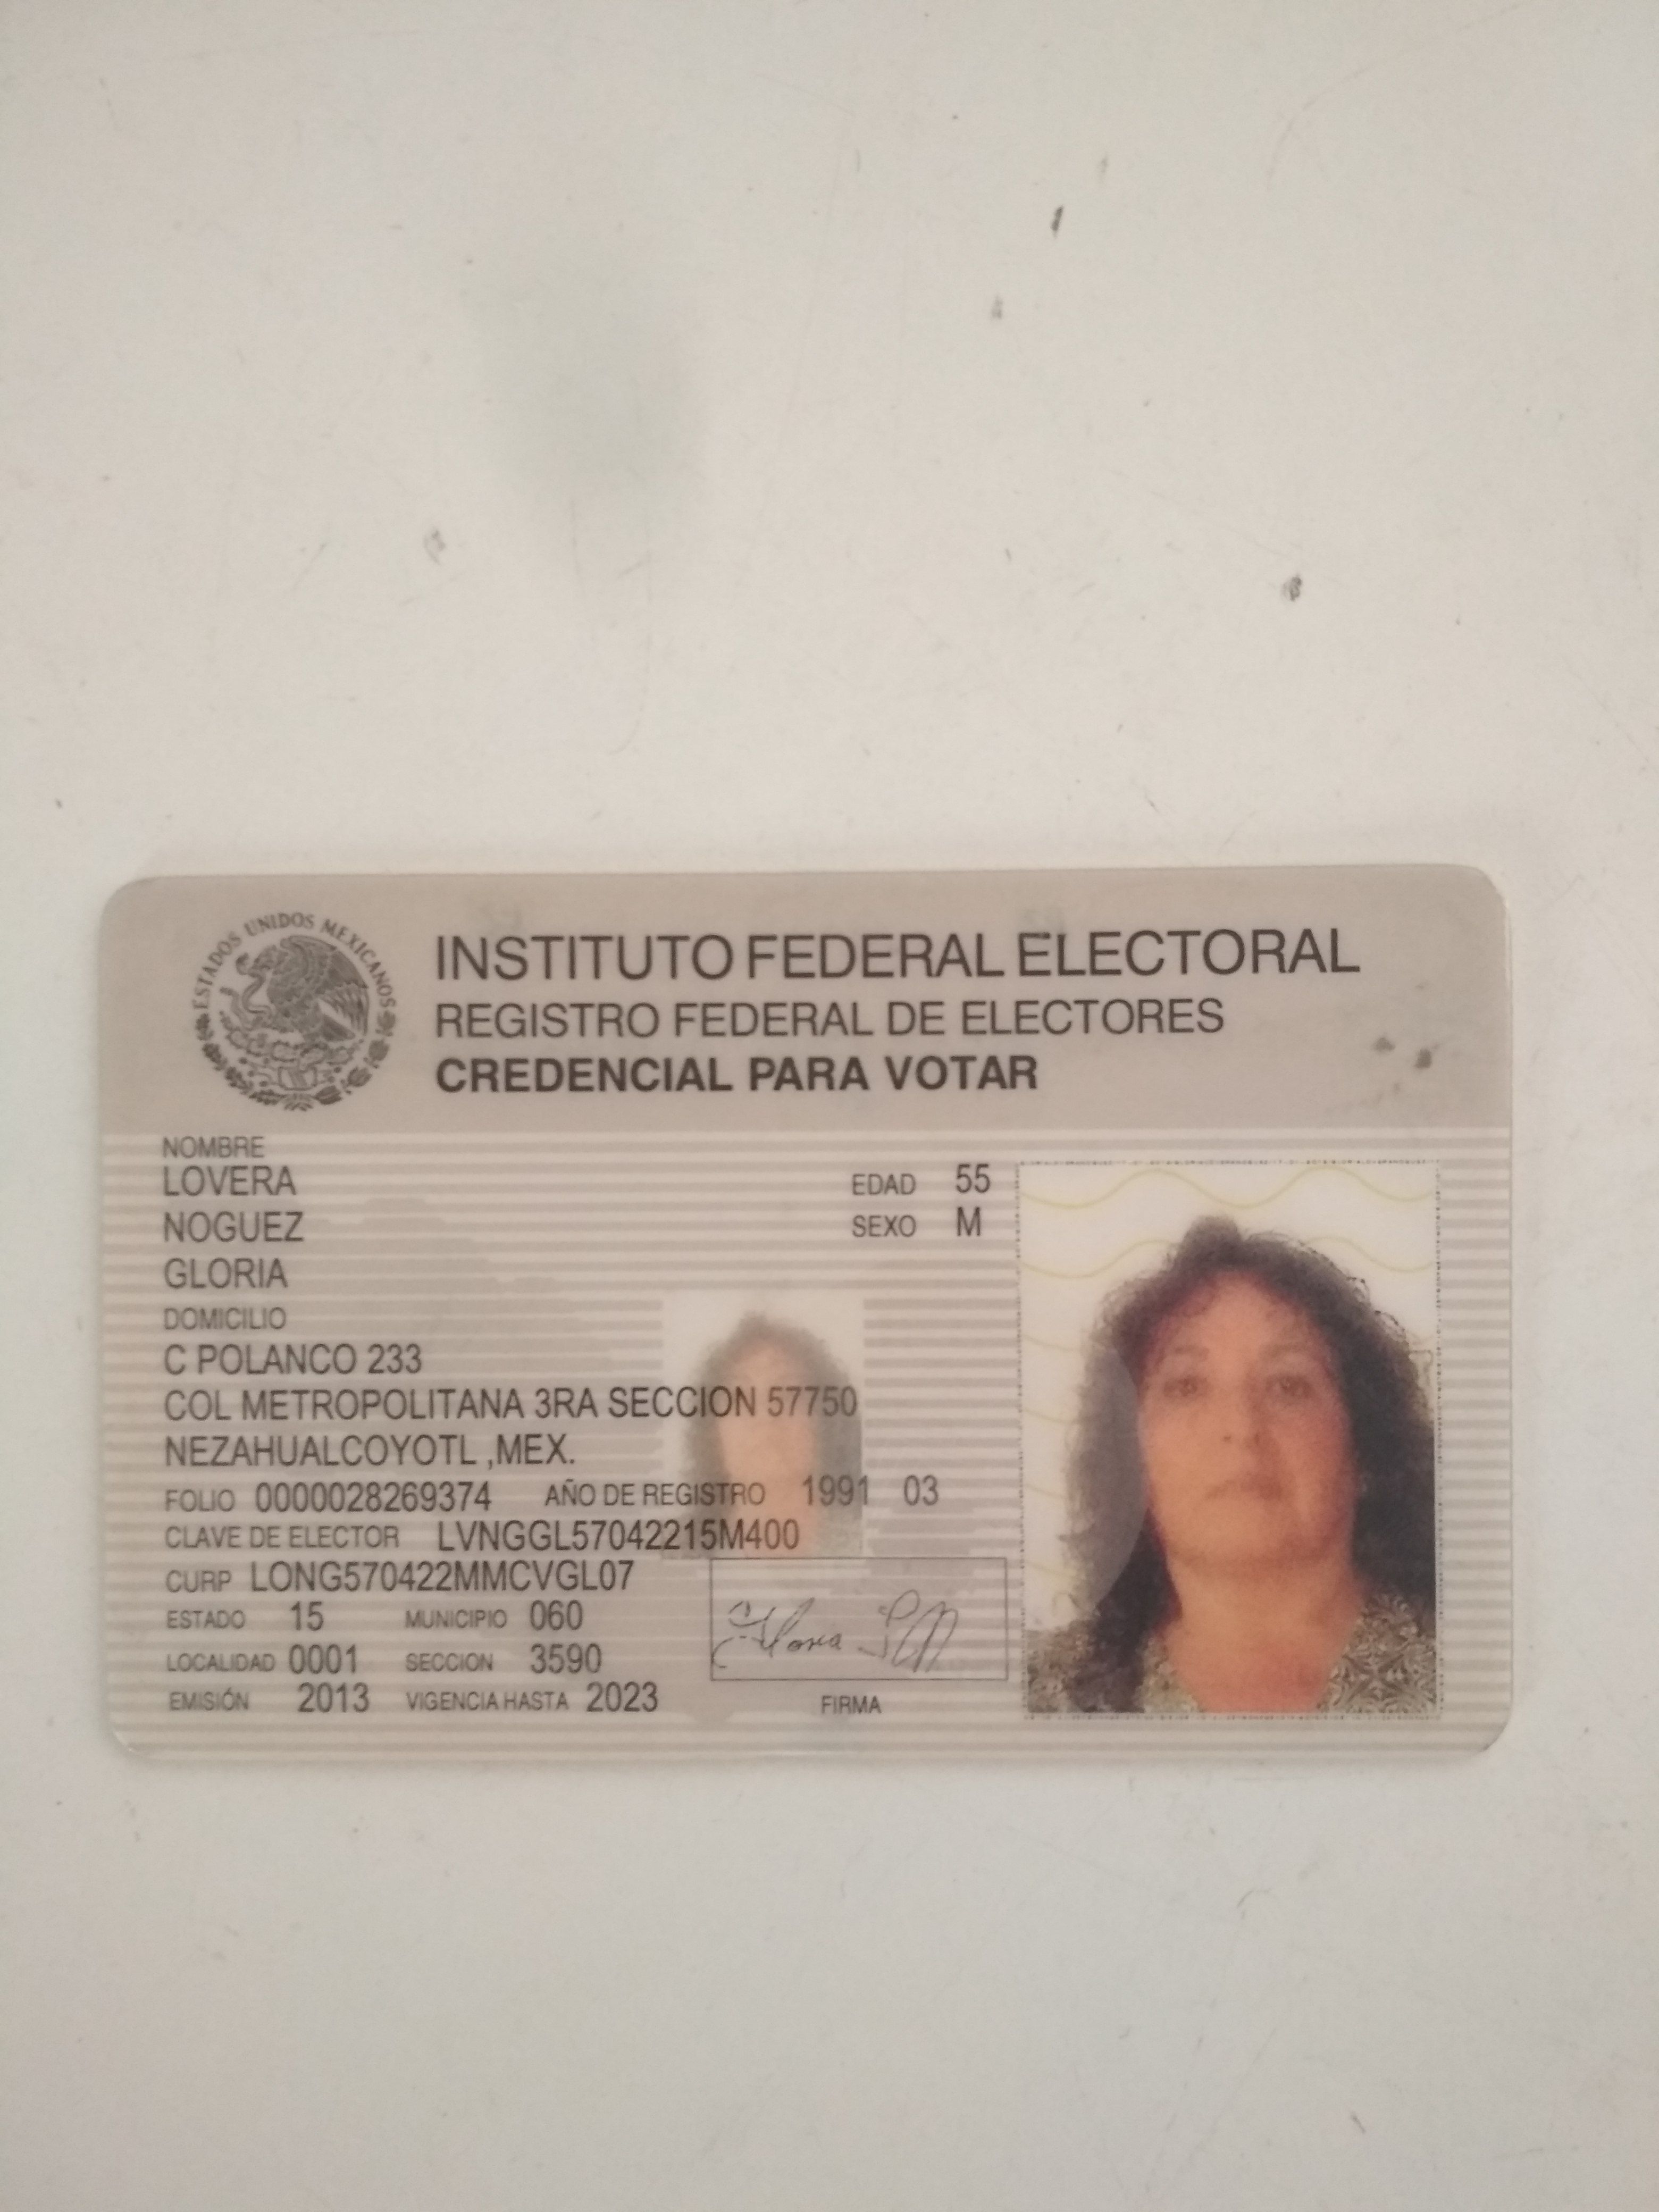 ESTADOS UNIDOS MEXICANOS
INSTITUTO FEDERAL ELECTORAL
REGISTRO FEDERAL DE ELECTORES
CREDENCIAL PARA VOTAR
NOMBRE
LOVERA
NOGUEZ
GLORIA
EDAD 55
SEXO M
DOMICILIO
C POLANCO 233
COL METROPOLITANA 3RA SECCION 57750
NEZAHUALCOYOTL ,MEX.
FOLIO 0000028269374 AÑO DE REGISTRO 1991 03
CLAVE DE ELECTOR LVNGGL57042215M400
CURP LONG570422MMCVGL07
ESTADO 15 MUNICIPIO 060
LOCALIDAD 0001 SECCION 3590
EMISIÓN 2013 VIGENCIA HASTA 2023
Gloria LN
FIRMA